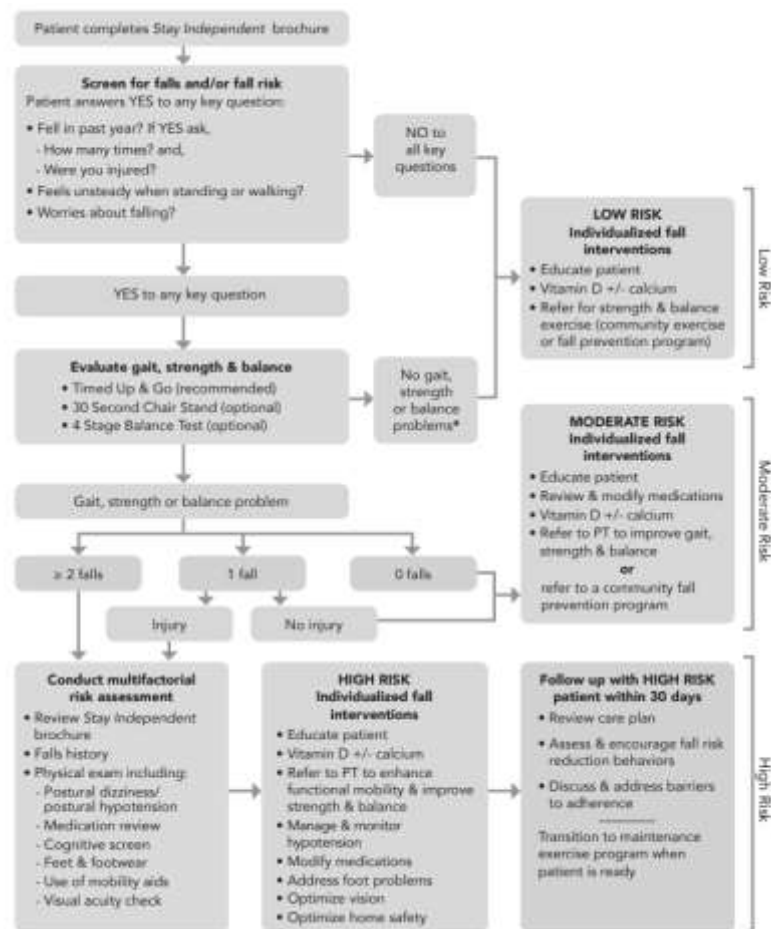 Patient completes Stay Independent brochure
Screen for falls and/or fall risk
Patient answers YES to any key question:
• Fell in past year? If YES ask,
- How many times? and,
- Were you injured?
• Feels unsteady when standing or walking?
• Worries about falling?
NO to
all key
questions
YES to any key question
Evaluate gait, strength & balance
• Timed Up & Go (recommended)
• 30 Second Chair Stand (optional)
• 4 Stage Balance Test (optional)
No gait,
strength
or balance
problems*
LOW RISK
Individualized fall
interventions
• Educate patient
• Vitamin D +/- calcium
• Refer for strength & balance
exercise (community exercise
or fall prevention program)
Low Risk
Gait, strength or balance problem
≥ 2 falls
1 fall
0 falls
Injury
No injury
MODERATE RISK
Individualized fall
interventions
• Educate patient
• Review & modify medications
• Vitamin D +/- calcium
• Refer to PT to improve gait,
strength & balance
or
refer to a community fall
prevention program
Moderate Risk
Conduct multifactorial
risk assessment
• Review Stay Independent
brochure
• Falls history
• Physical exam including:
- Postural dizziness/
postural hypotension
- Medication review
- Cognitive screen
- Feet & footwear
- Use of mobility aids
- Visual acuity check
HIGH RISK
Individualized fall
interventions
• Educate patient
• Vitamin D +/- calcium
• Refer to PT to enhance
functional mobility & improve
strength & balance
• Manage & monitor
hypotension
• Modify medications
• Address foot problems
• Optimize vision
• Optimize home safety
Follow up with HIGH RISK
patient within 30 days
• Review care plan
• Assess & encourage fall risk
reduction behaviors
• Discuss & address barriers
to adherence
Transition to maintenance
exercise program when
patient is ready
High Risk